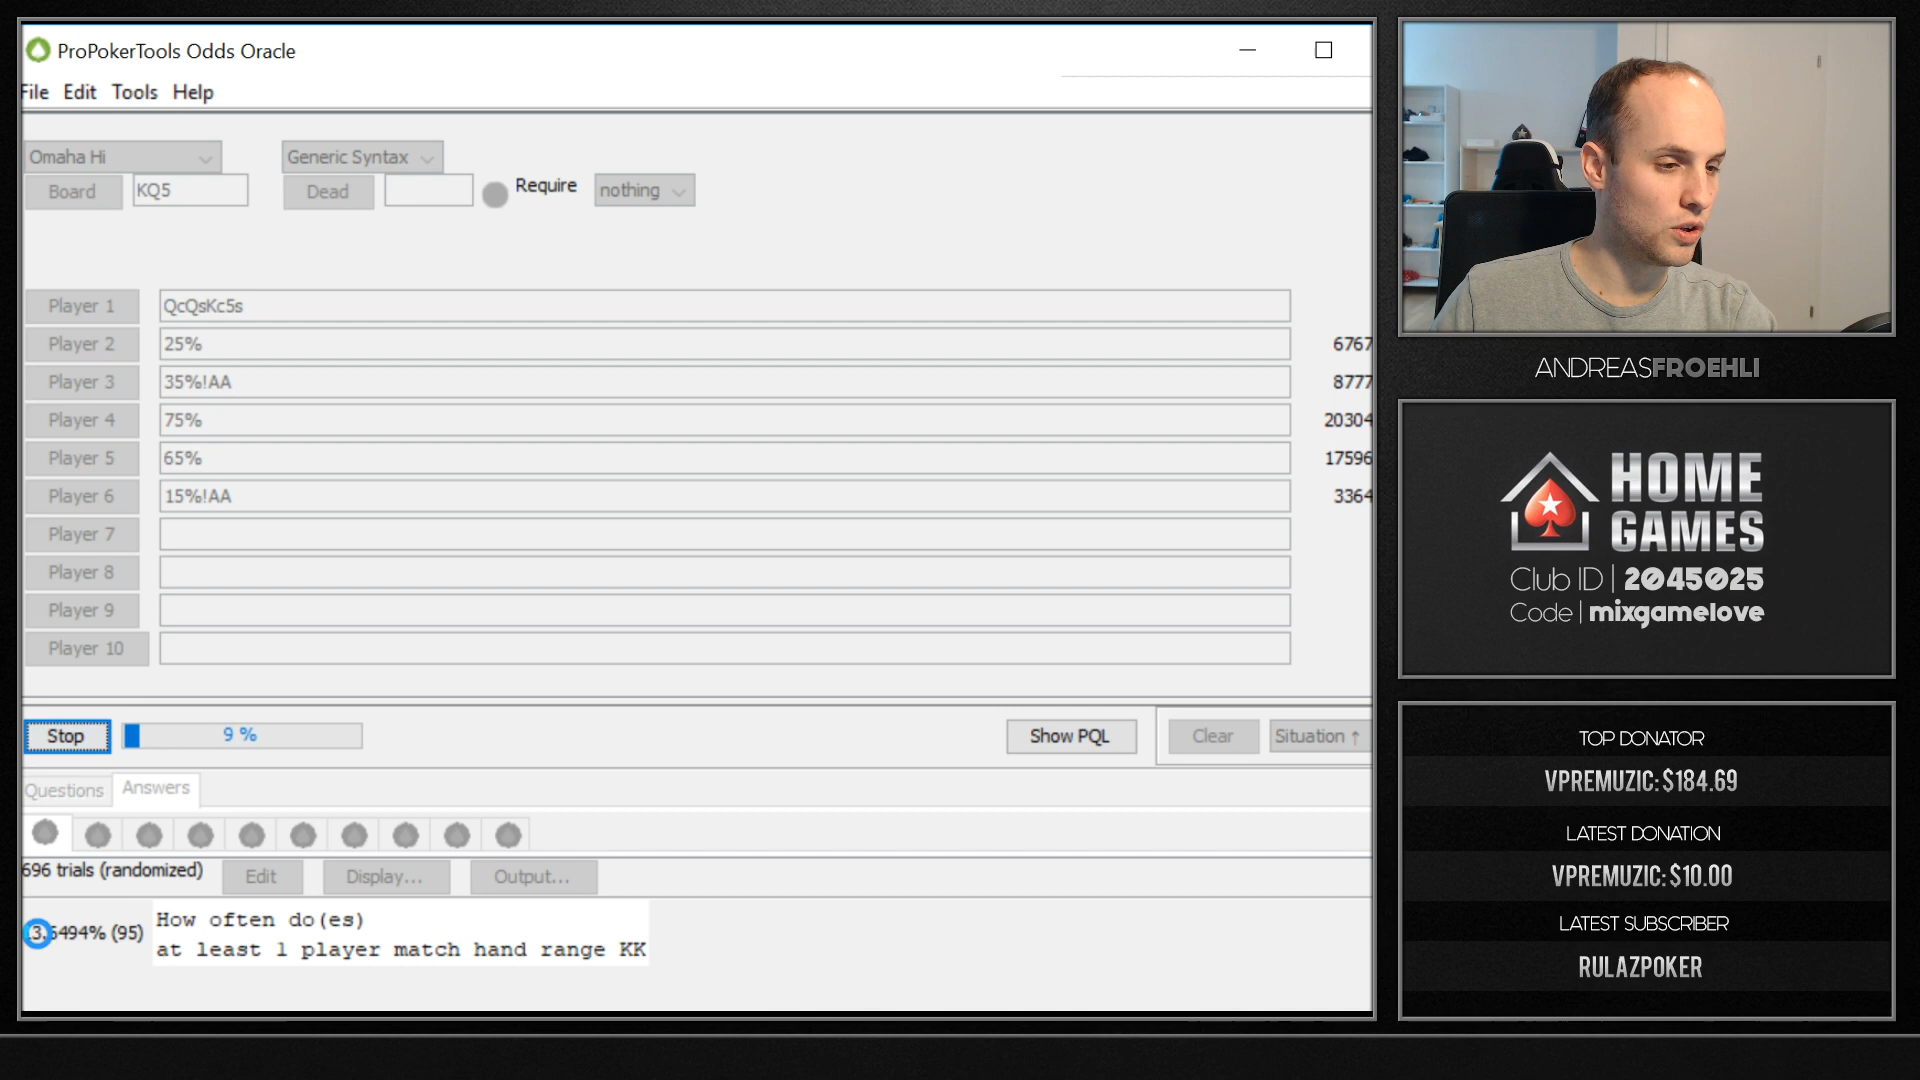 ProPokerTools Odds Oracle
File Edit Tools Help
Omaha Hi Generic Syntax
Board KQ5 Dead Require nothing
Player 1 QcQsKc5s
Player 2 25% 6767
Player 3 35%!AA 8777
Player 4 75% 20304
Player 5 65% 17596
Player 6 15%!AA 3364
Player 7
Player 8
Player 9
Player 10
Stop 9 % Show PQL Clear Situation ↑
Questions Answers
696 trials (randomized) Edit Display... Output...
How often do(es)
3.6494% (95)
at least 1 player match hand range KK
ANDREASFROEHLI
HOME
GAMES
Club ID | 2045025
Code | mixgamelove
TOP DONATOR
VPREMUZIC: $184.69
LATEST DONATION
VPREMUZIC: $10.00
LATEST SUBSCRIBER
RULAZPOKER